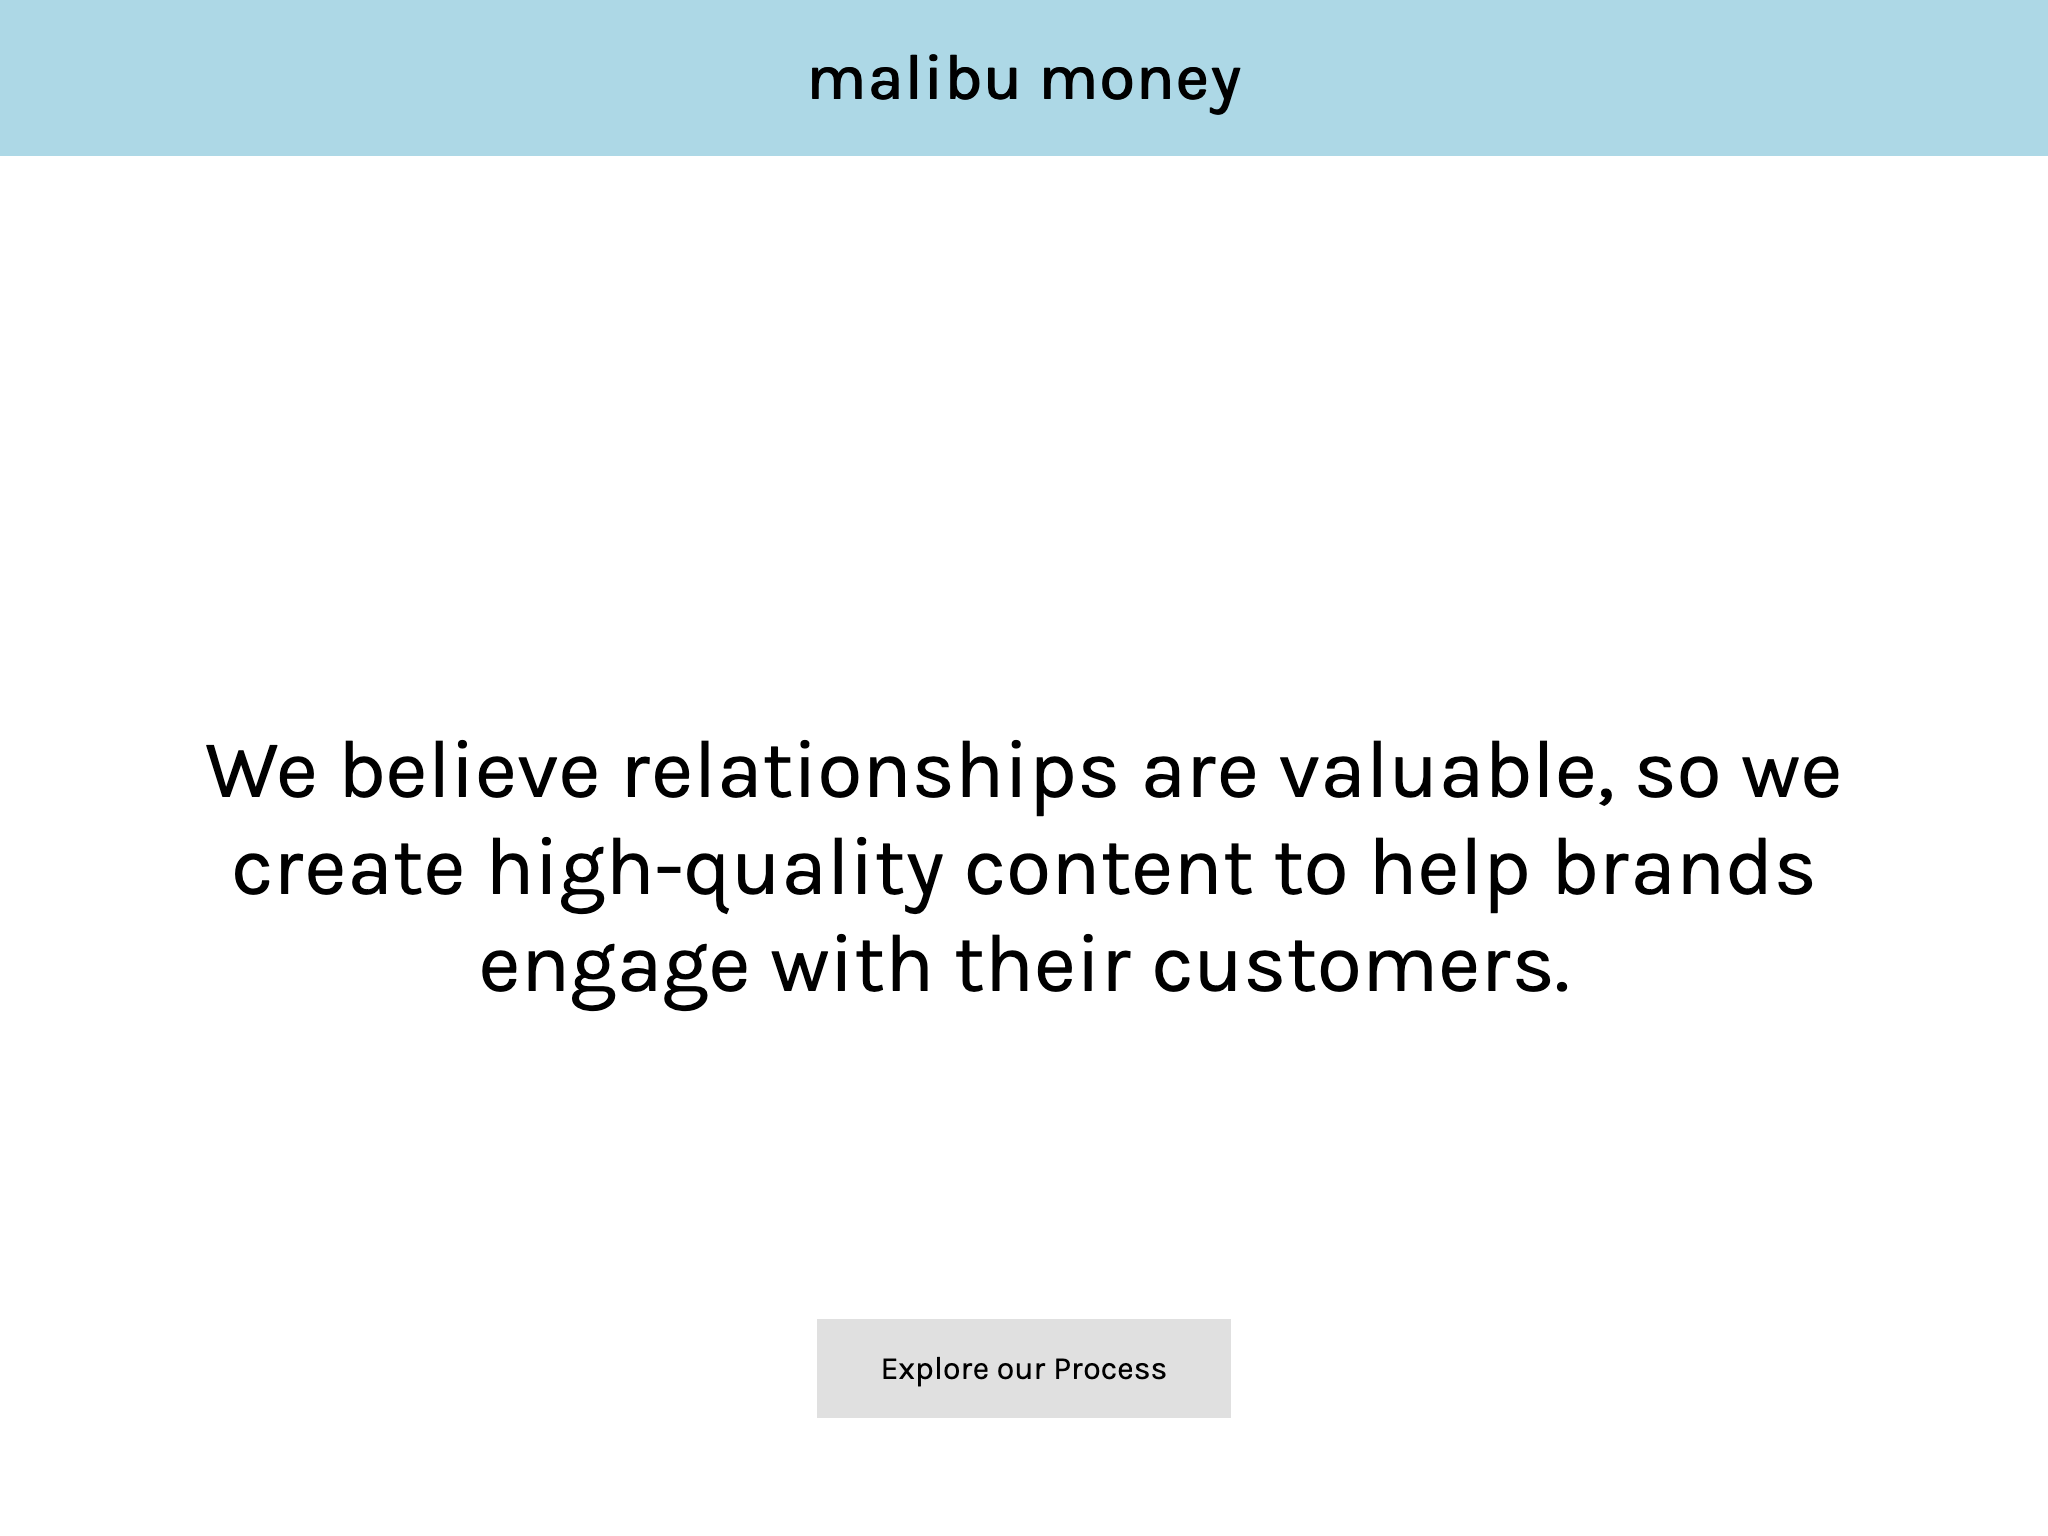 malibu money
We believe relationships are valuable, so we
create high-quality content to help brands
engage with their customers.
Explore our Process